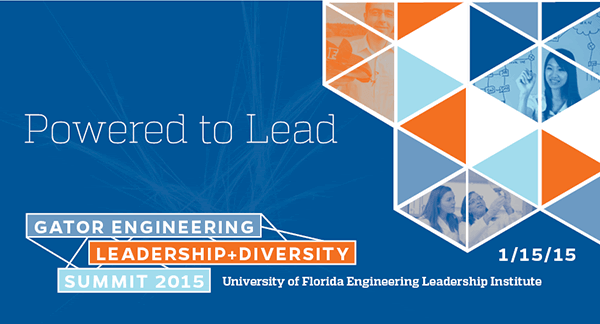 Powered to Lead
GATOR ENGINEERING
LEADERSHIP+DIVERSITY
SUMMIT 2015
University of Florida Engineering Leadership Institute
1/15/15